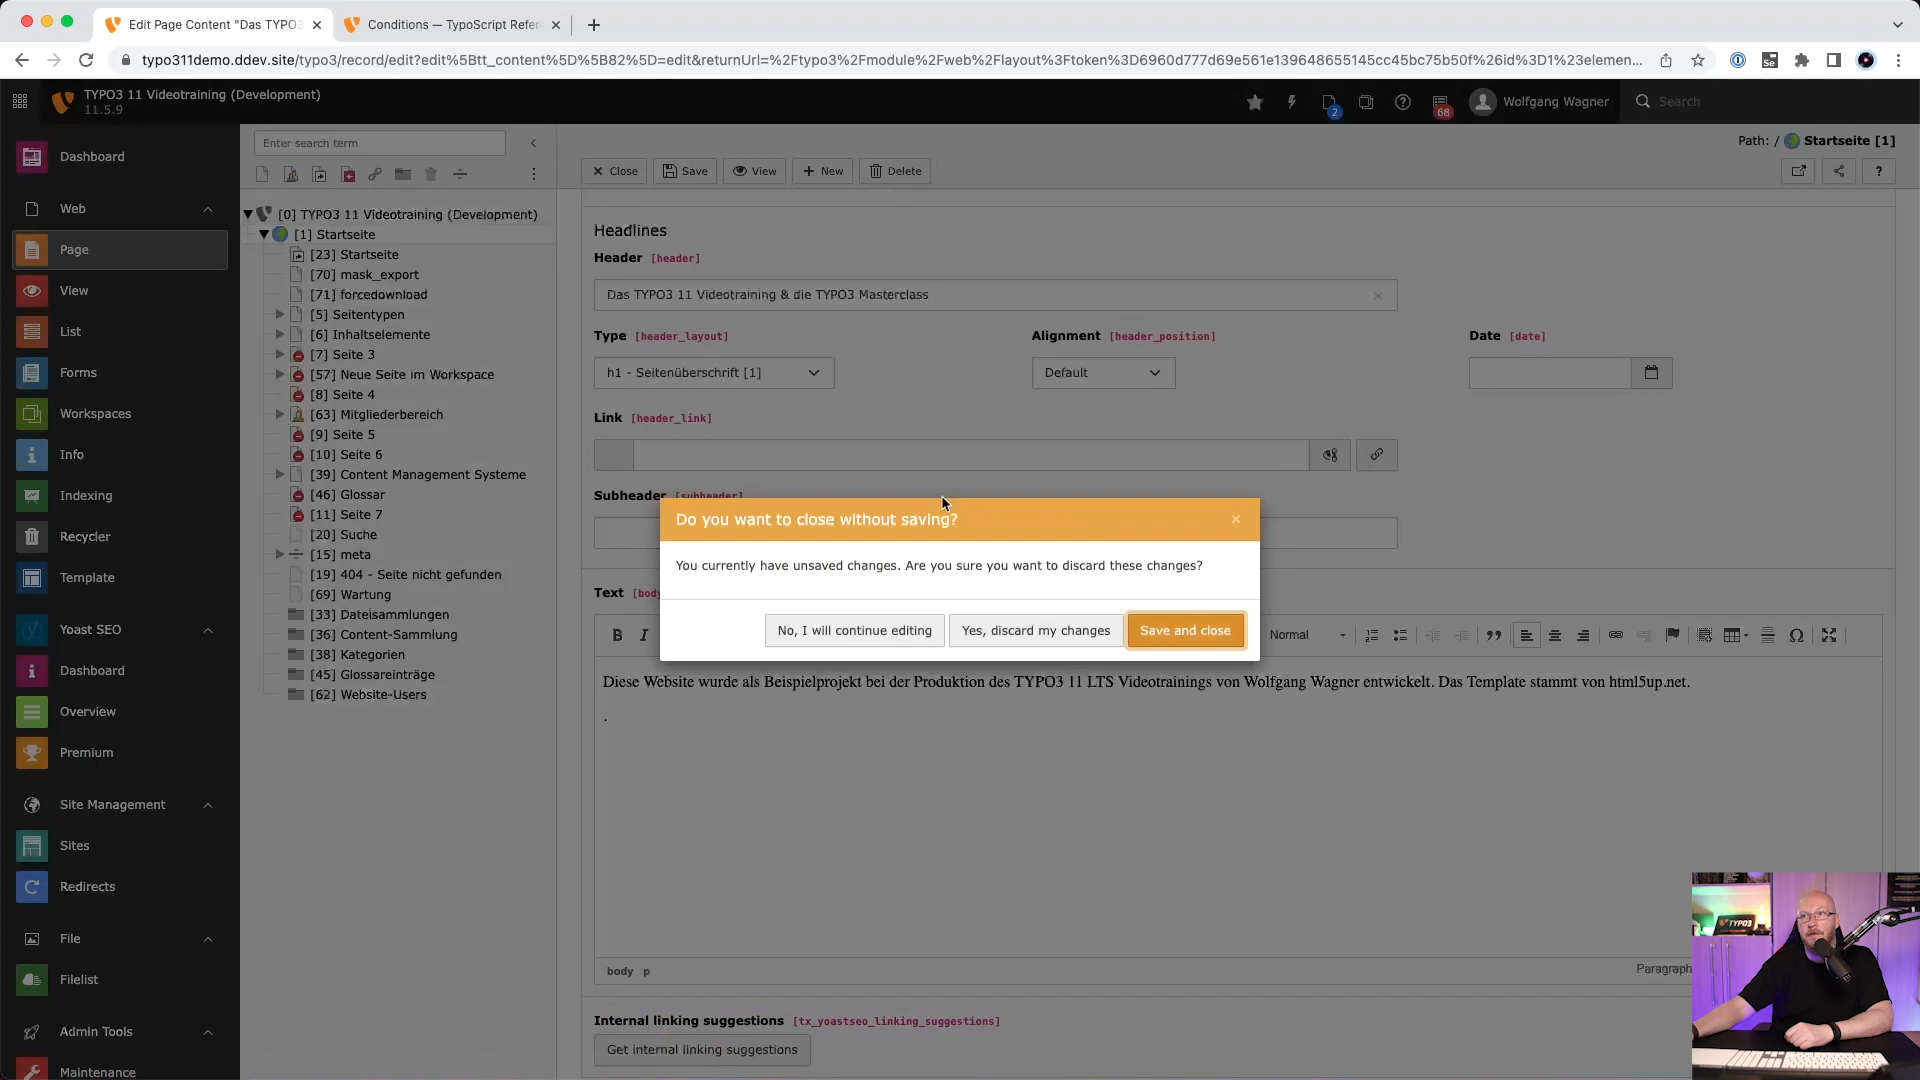 Edit Page Content "Das TYPO3
Conditions — TypoScript Refer
typo311demo.ddev.site/typo3/record/edit?edit%5Btt_content%5D%5B82%5D=edit&returnUrl=%2Ftypo3%2Fmodule%2Fweb%2Flayout%3Ftoken%3D6960d777d69e561e139648655145cc45bc75b50f%26id%3D1%23elemen...
TYPO3 11 Videotraining (Development)
11.5.9
2
68
Wolfgang Wagner
Search
Dashboard
Web
Page
View
List
Forms
Workspaces
Info
Indexing
Recycler
Template
Yoast SEO
Dashboard
Overview
Premium
Site Management
Sites
Redirects
File
Filelist
Admin Tools
Maintenance
Enter search term
[0] TYPO3 11 Videotraining (Development)
[1] Startseite
[23] Startseite
[70] mask_export
[71] forcedownload
[5] Seitentypen
[6] Inhaltselemente
[7] Seite 3
[57] Neue Seite im Workspace
[8] Seite 4
[63] Mitgliederbereich
[9] Seite 5
[10] Seite 6
[39] Content Management Systeme
[46] Glossar
[11] Seite 7
[20] Suche
[15] meta
[19] 404 - Seite nicht gefunden
[69] Wartung
[33] Dateisammlungen
[36] Content-Sammlung
[38] Kategorien
[45] Glossareinträge
[62] Website-Users
Path: / Startseite [1]
Close Save View New Delete
Headlines
Header [header]
Das TYPO3 11 Videotraining & die TYPO3 Masterclass
Type [header_layout] Alignment [header_position] Date [date]
h1 - Seitenüberschrift [1] Default
Link [header_link]
Subheader [subheader]
Do you want to close without saving?
You currently have unsaved changes. Are you sure you want to discard these changes?
No, I will continue editing Yes, discard my changes Save and close
Text [body
B I Normal
Diese Website wurde als Beispielprojekt bei der Produktion des TYPO3 11 LTS Videotrainings von Wolfgang Wagner entwickelt. Das Template stammt von html5up.net.
.
body p
Paragraph
Internal linking suggestions [tx_yoastseo_linking_suggestions]
Get internal linking suggestions
TYPO3